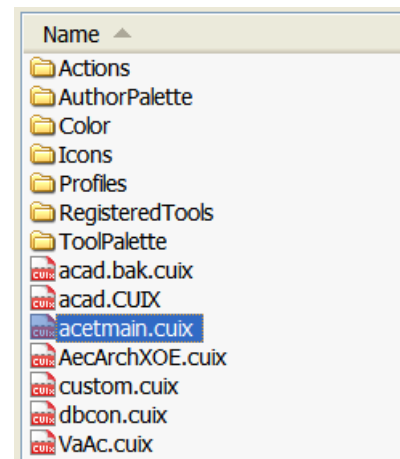 Name
Actions
AuthorPalette
Color
Icons
Profiles
RegisteredTools
ToolPalette
acad.bak.cuix
acad.CUIX
acetmain.cuix
AecArchXOE.cuix
custom.cuix
dbcon.cuix
VaAc.cuix